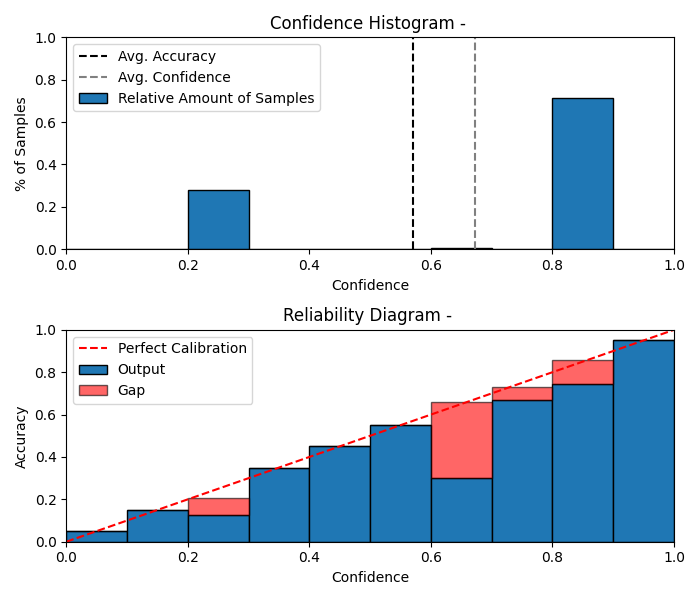 Confidence Histogram -
1.0
0.8
0.6
0.4
0.2
0.0
% of Samples
Avg. Accuracy
Avg. Confidence
Relative Amount of Samples
0.0 0.2 0.4 0.6 0.8 1.0
Confidence
Reliability Diagram -
1.0
0.8
0.6
0.4
0.2
0.0
Accuracy
Perfect Calibration
Output
Gap
0.0 0.2 0.4 0.6 0.8 1.0
Confidence